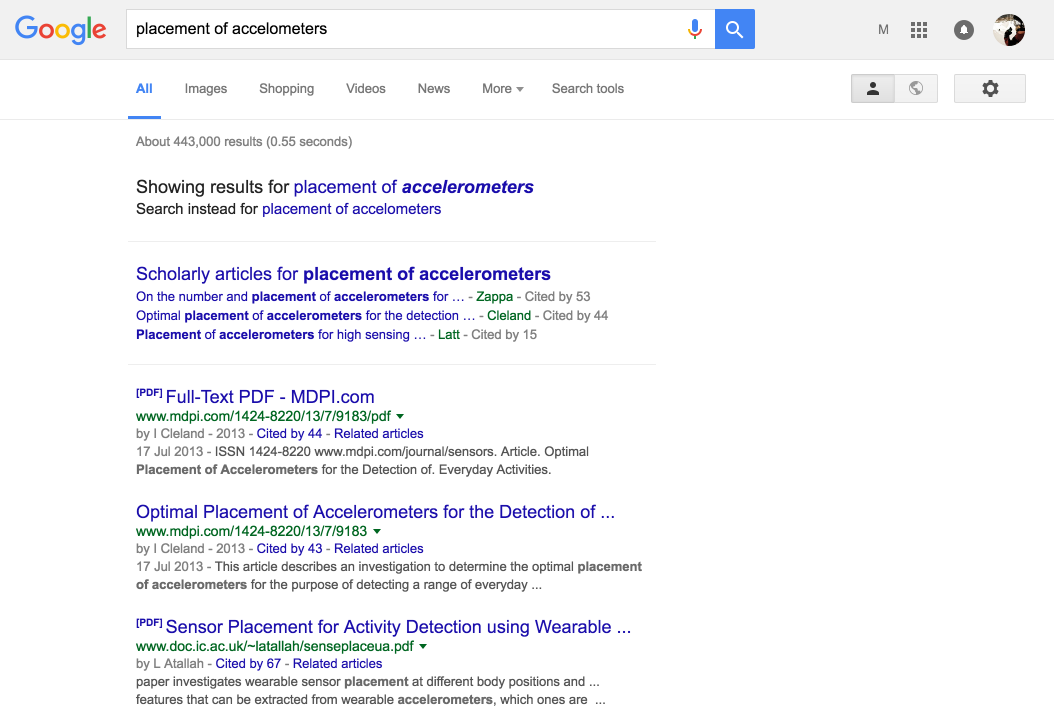 Google
placement of accelometers
M
All Images Shopping Videos News More Search tools
About 443,000 results (0.55 seconds)
Showing results for placement of accelerometers
Search instead for placement of accelometers
Scholarly articles for placement of accelerometers
On the number and placement of accelerometers for … - Zappa - Cited by 53
Optimal placement of accelerometers for the detection … - Cleland - Cited by 44
Placement of accelerometers for high sensing … - Latt - Cited by 15
[PDF] Full-Text PDF - MDPI.com
www.mdpi.com/1424-8220/13/7/9183/pdf
by I Cleland - 2013 - Cited by 44 - Related articles
17 Jul 2013 - ISSN 1424-8220 www.mdpi.com/journal/sensors. Article. Optimal
Placement of Accelerometers for the Detection of. Everyday Activities.
Optimal Placement of Accelerometers for the Detection of ...
www.mdpi.com/1424-8220/13/7/9183
by I Cleland - 2013 - Cited by 43 - Related articles
17 Jul 2013 - This article describes an investigation to determine the optimal placement
of accelerometers for the purpose of detecting a range of everyday ...
[PDF] Sensor Placement for Activity Detection using Wearable ...
www.doc.ic.ac.uk/~latallah/senseplaceua.pdf
by L Atallah - Cited by 67 - Related articles
paper investigates wearable sensor placement at different body positions and ...
features that can be extracted from wearable accelerometers, which ones are ...